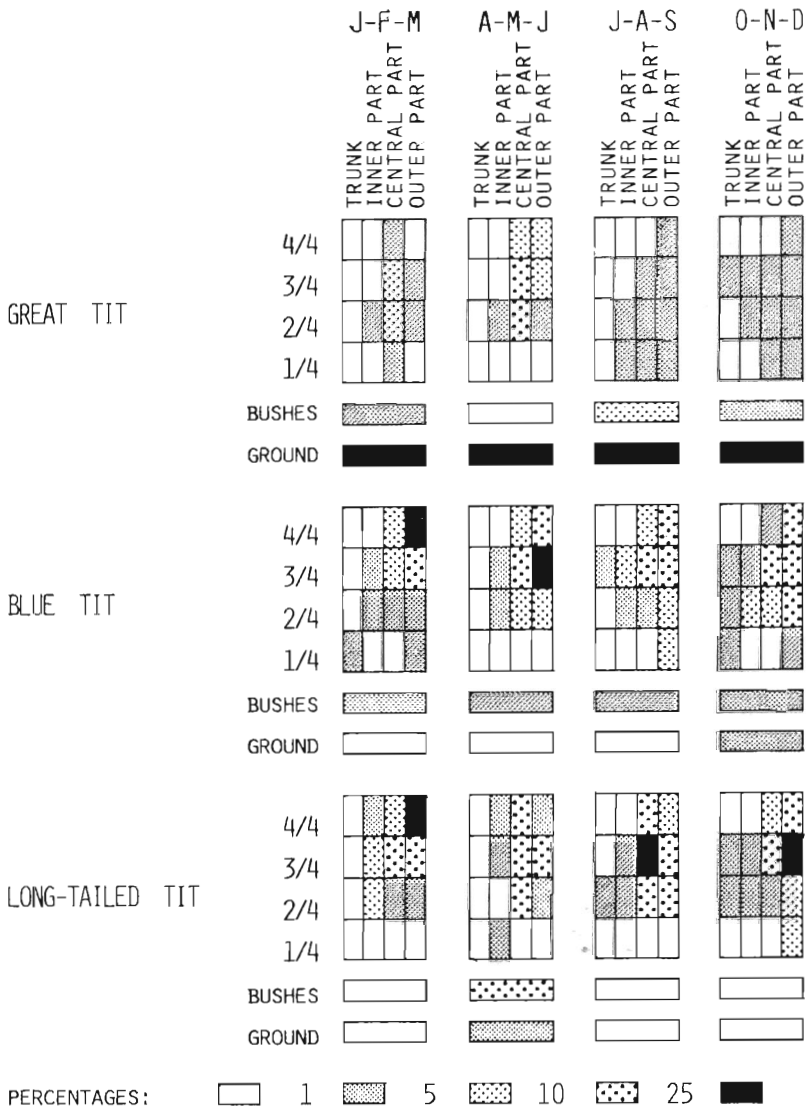 J-F-M A-M-J J-A-S O-N-D
TRUNK INNER PART CENTRAL PART OUTER PART TRUNK INNER PART CENTRAL PART OUTER PART TRUNK INNER PART CENTRAL PART OUTER PART TRUNK INNER PART CENTRAL PART OUTER PART
4/4
3/4
GREAT TIT
2/4
1/4
BUSHES
GROUND
4/4
3/4
BLUE TIT
2/4
1/4
BUSHES
GROUND
4/4
3/4
LONG-TAILED TIT
2/4
1/4
BUSHES
GROUND
PERCENTAGES: 1 5 10 25